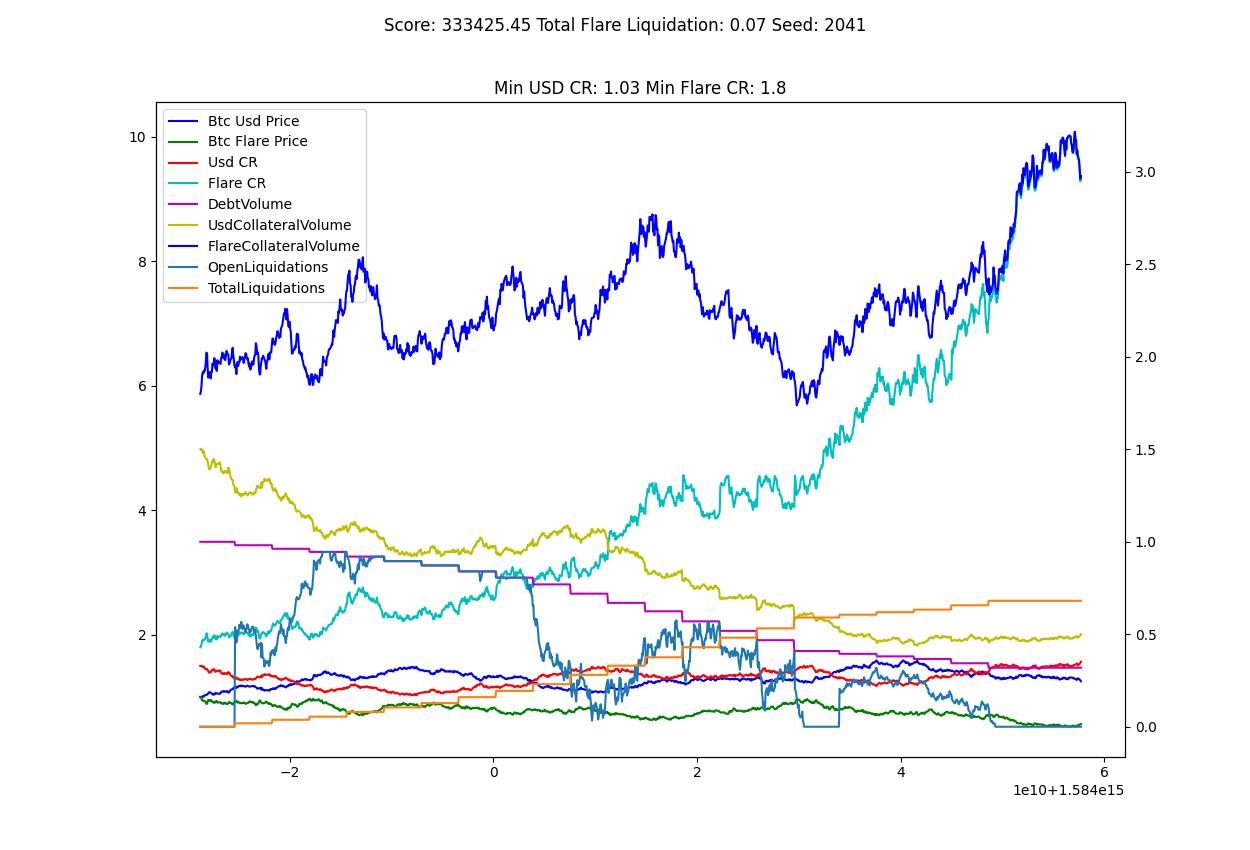 Score: 333425.45 Total Flare Liquidation: 0.07 Seed: 2041
Min USD CR: 1.03 Min Flare CR: 1.8
Btc Usd Price
Btc Flare Price
Usd CR
Flare CR
DebtVolume
UsdCollateralVolume
FlareCollateralVolume
OpenLiquidations
TotalLiquidations
10
8
6
4
2
3.0
2.5
2.0
1.5
1.0
0.5
0.0
−2
0
2
4
6
1e10+1.584e15